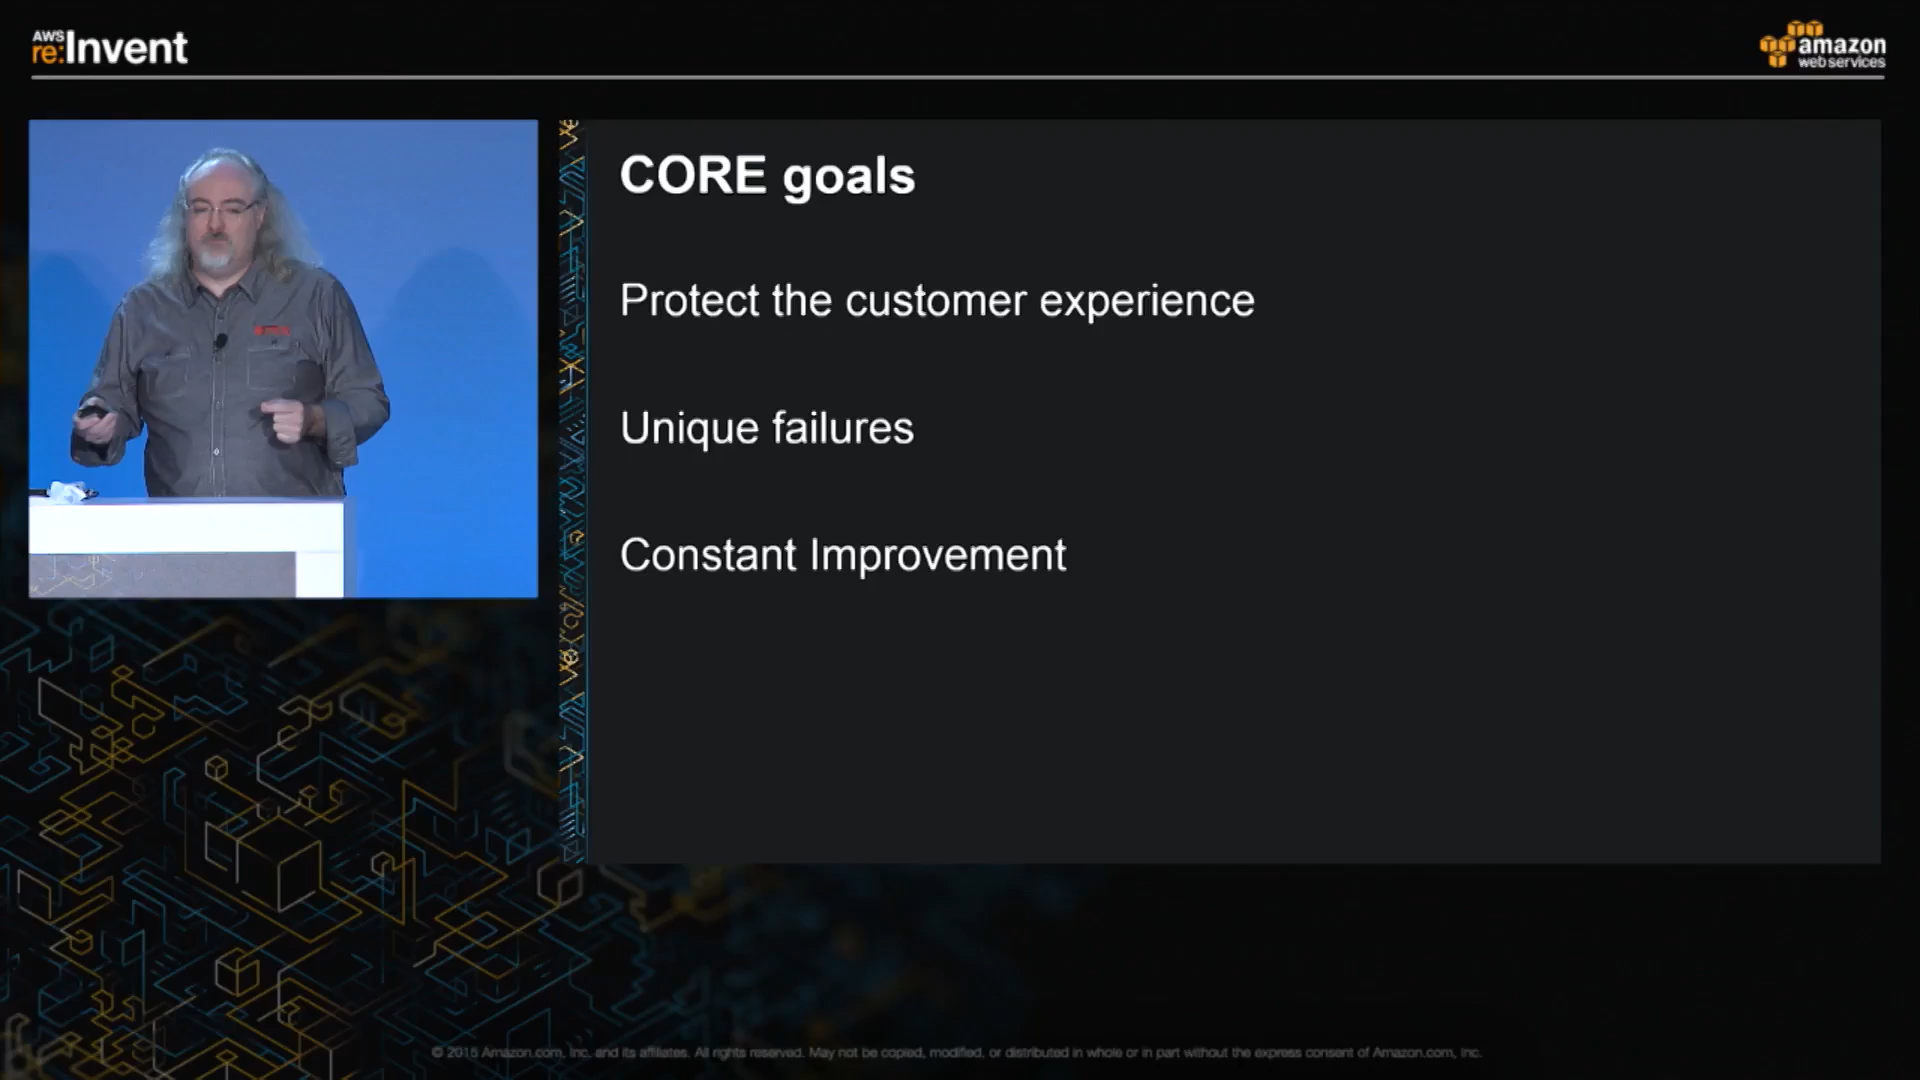 AWS
re:Invent
amazon
webservices
CORE goals
Protect the customer experience
Unique failures
Constant Improvement
© 2015 Amazon.com, Inc. and its affiliates. All rights reserved. May not be copied, modified, or distributed in whole or in part without the express consent of Amazon.com, Inc.